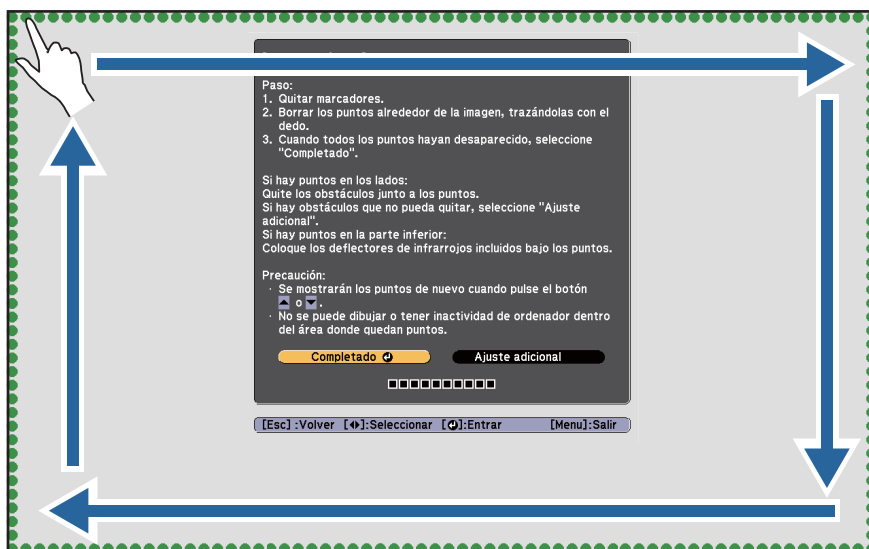 Paso:
1. Quitar marcadores.
2. Borrar los puntos alrededor de la imagen, trazándolas con el
dedo.
3. Cuando todos los puntos hayan desaparecido, seleccione
"Completado".
Si hay puntos en los lados:
Quite los obstáculos junto a los puntos.
Si hay obstáculos que no pueda quitar, seleccione "Ajuste
adicional".
Si hay puntos en la parte inferior:
Coloque los deflectores de infrarrojos incluidos bajo los puntos.
Precaución:
· Se mostrarán los puntos de nuevo cuando pulse el botón
▲ o ▼.
· No se puede dibujar o tener inactividad de ordenador dentro
del área donde quedan puntos.
Completado Ajuste adicional
[Esc] :Volver [◆]:Seleccionar [↵]:Entrar [Menu]:Salir